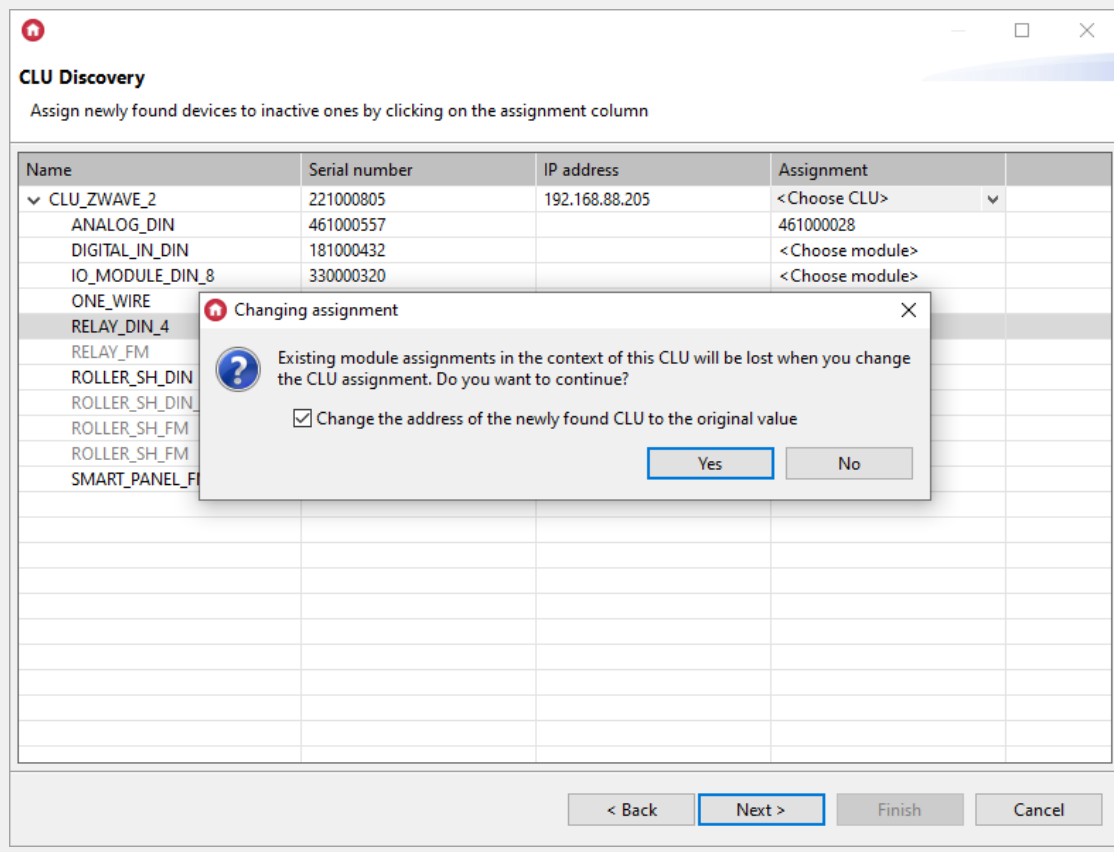 CLU Discovery
Assign newly found devices to inactive ones by clicking on the assignment column
Name Serial number IP address Assignment
CLU_ZWAVE_2 221000805 192.168.88.205 <Choose CLU>
ANALOG_DIN 461000557 461000028
DIGITAL_IN_DIN 181000432 <Choose module>
IO_MODULE_DIN_8 330000320 <Choose module>
ONE_WIRE
RELAY_DIN_4
RELAY_FM
ROLLER_SH_DIN
ROLLER_SH_DIN_
ROLLER_SH_FM
ROLLER_SH_FM
SMART_PANEL_F
Changing assignment
Existing module assignments in the context of this CLU will be lost when you change
the CLU assignment. Do you want to continue?
Change the address of the newly found CLU to the original value
Yes No
< Back Next > Finish Cancel